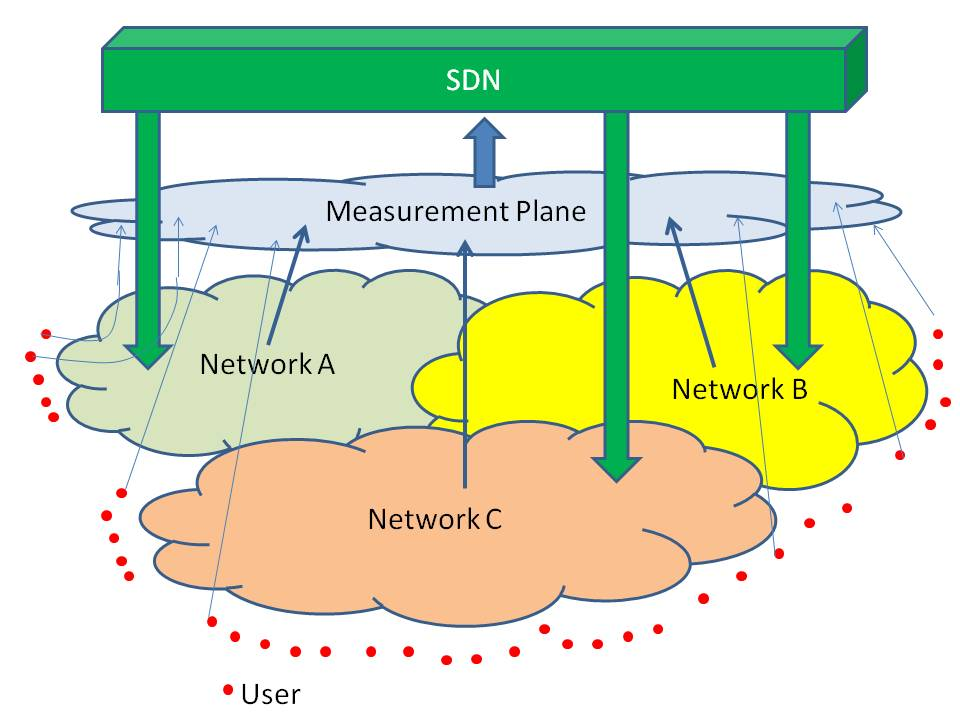 SDN
Measurement Plane
Network A
Network B
Network C
User